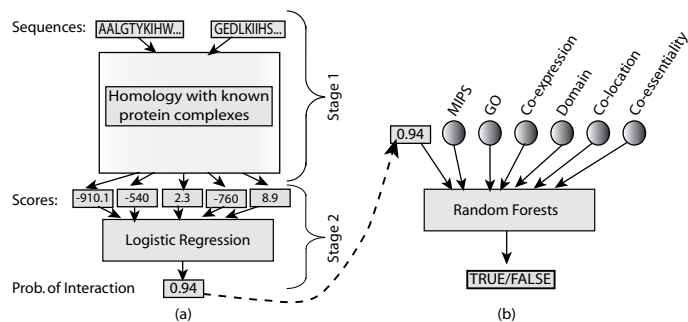 Sequences: AALGTYKIHW... GEDLKIIHS...
Homology with known
protein complexes
Stage 1
Scores: -910.1 -540 2.3 -760 8.9
Logistic Regression
Stage 2
Prob. of Interaction 0.94
(a)
0.94
MIPS
GO
Co-expression
Domain
Co-location
Co-essentiality
Random Forests
TRUE/FALSE
(b)